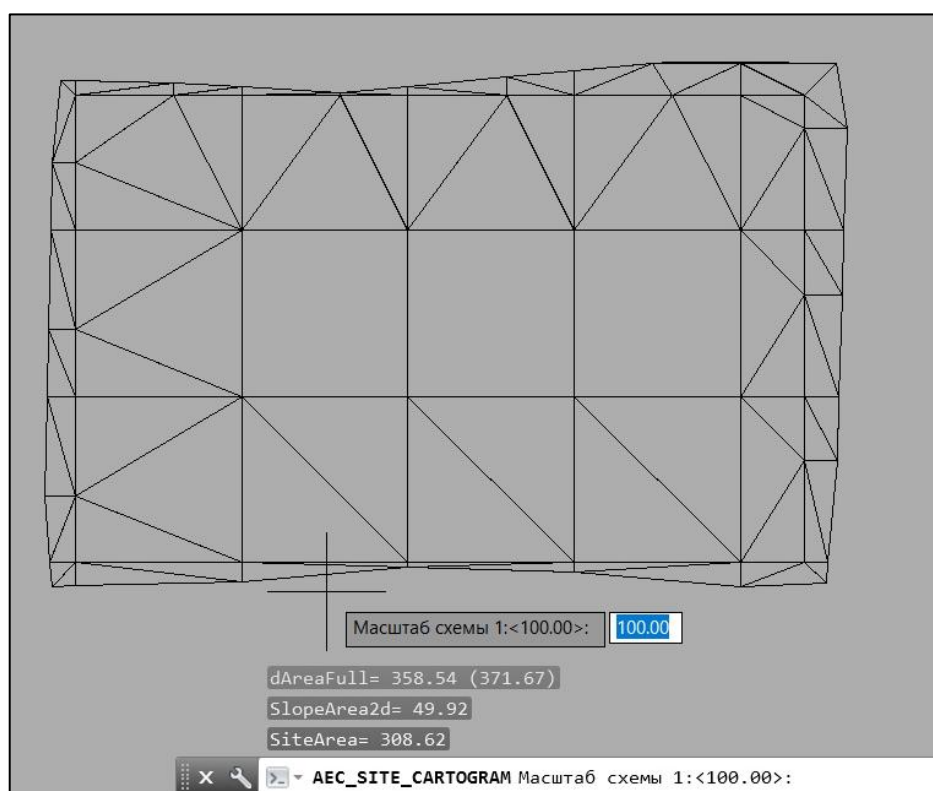 Масштаб схемы 1:<100.00>: 100.00
dAreaFull= 358.54 (371.67)
SlopeArea2d= 49.92
SiteArea= 308.62
AEC_SITE_CARTOGRAM Масштаб схемы 1:<100.00>: